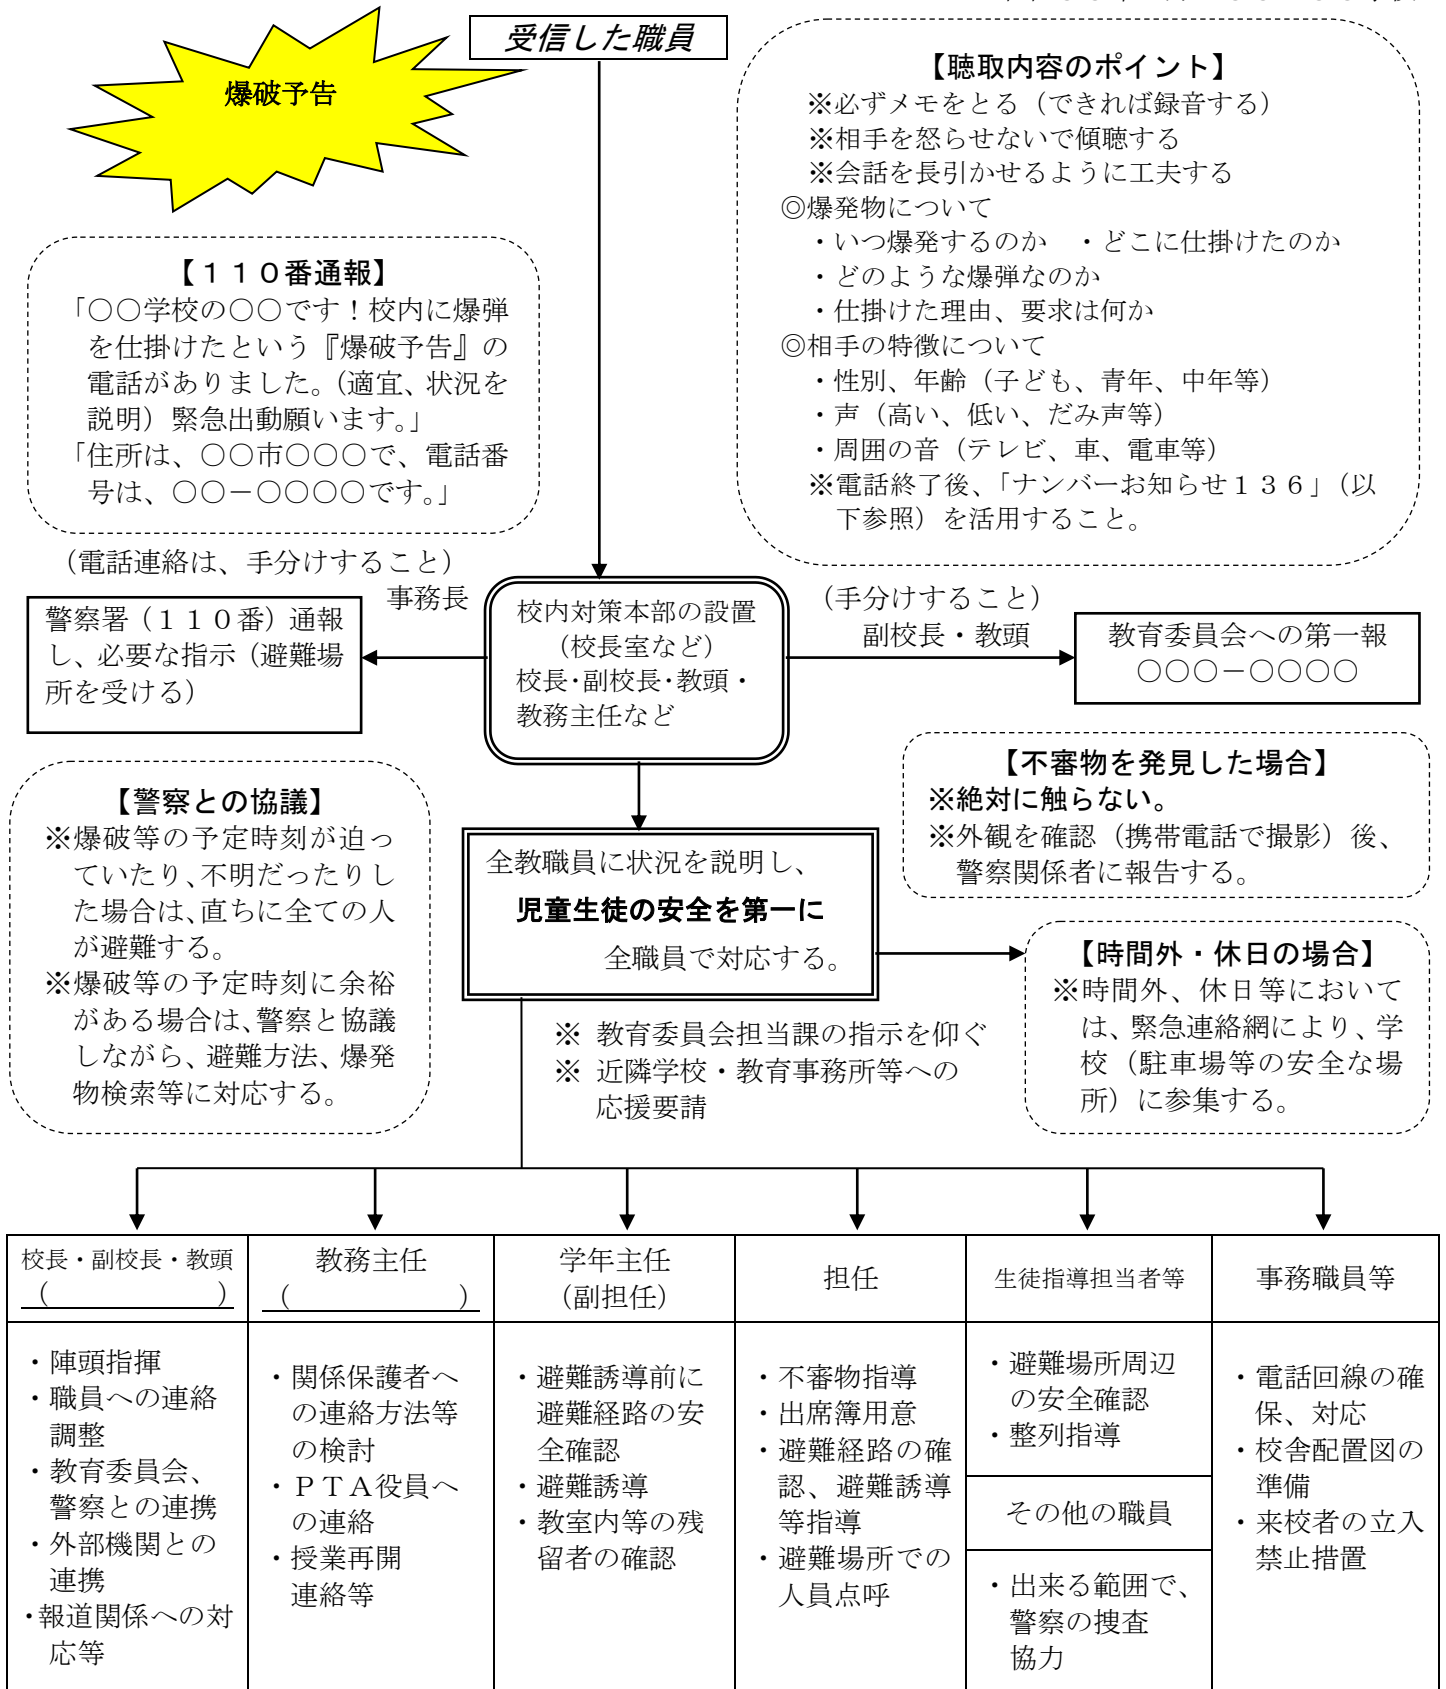 受信した職員
爆破予告
【聴取内容のポイント】
※必ずメモをとる（できれば録音する）
※相手を怒らせないで傾聴する
※会話を長引かせるように工夫する
◎爆発物について
・いつ爆発するのか　・どこに仕掛けたのか
・どのような爆弾なのか
・仕掛けた理由、要求は何か
◎相手の特徴について
・性別、年齢（子ども、青年、中年等）
・声（高い、低い、だみ声等）
・周囲の音（テレビ、車、電車等）
※電話終了後、「ナンバーお知らせ１３６」（以
下参照）を活用すること。
【１１０番通報】
「○○学校の○○です！校内に爆弾
を仕掛けたという『爆破予告』の
電話がありました。（適宜、状況を
説明）緊急出動願います。」
「住所は、○○市○○○で、電話番
号は、○○－○○○○です。」
（電話連絡は、手分けすること）
事務長
警察署（１１０番）通報
し、必要な指示（避難場
所を受ける）
校内対策本部の設置
（校長室など）
校長・副校長・教頭・
教務主任など
（手分けすること）
副校長・教頭
教育委員会への第一報
○○○－○○○○
【警察との協議】
※爆破等の予定時刻が迫っ
ていたり、不明だったりし
た場合は、直ちに全ての人
が避難する。
※爆破等の予定時刻に余裕
がある場合は、警察と協議
しながら、避難方法、爆発
物検索等に対応する。
全教職員に状況を説明し、
児童生徒の安全を第一に
全職員で対応する。
【不審物を発見した場合】
※絶対に触らない。
※外観を確認（携帯電話で撮影）後、
警察関係者に報告する。
【時間外・休日の場合】
※時間外、休日等において
は、緊急連絡網により、学
校（駐車場等の安全な場
所）に参集する。
※ 教育委員会担当課の指示を仰ぐ
※ 近隣学校・教育事務所等への
応援要請
校長・副校長・教頭
（　　　　　　　　）
・陣頭指揮
・職員への連絡
調整
・教育委員会、
警察との連携
・外部機関との
連携
・報道関係への対
応等
教務主任
（　　　　　　　　）
・関係保護者へ
の連絡方法等
の検討
・ＰＴＡ役員へ
の連絡
・授業再開
連絡等
学年主任
（副担任）
・避難誘導前に
避難経路の安
全確認
・避難誘導
・教室内等の残
留者の確認
担任
・不審物指導
・出席簿用意
・避難経路の確
認、避難誘導
等指導
・避難場所での
人員点呼
生徒指導担当者等
・避難場所周辺
の安全確認
・整列指導
その他の職員
・出来る範囲で、
警察の捜査
協力
事務職員等
・電話回線の確
保、対応
・校舎配置図の
準備
・来校者の立入
禁止措置